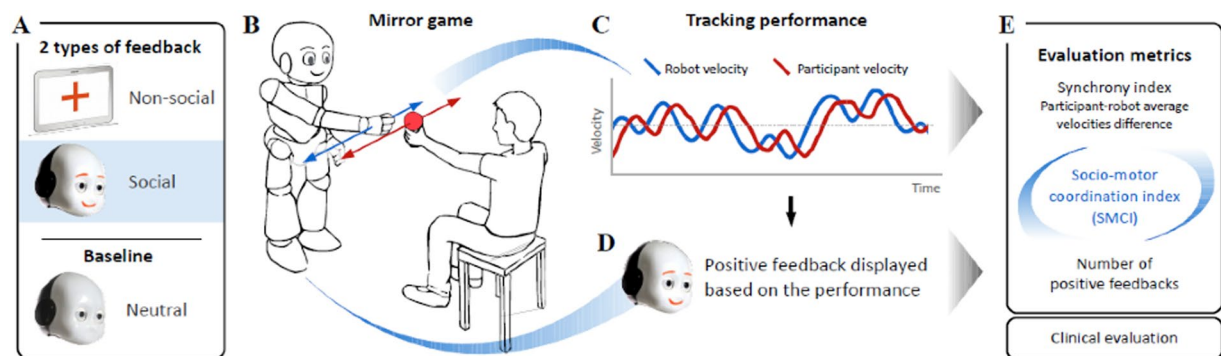 A
2 types of feedback
Non-social
Social
Baseline
Neutral
B
Mirror game
C
Tracking performance
Robot velocity
Participant velocity
Velocity
Time
D
Positive feedback displayed
based on the performance
E
Evaluation metrics
Synchrony index
Participant-robot average
velocities difference
Socio-motor
coordination index
(SMCI)
Number of
positive feedbacks
Clinical evaluation